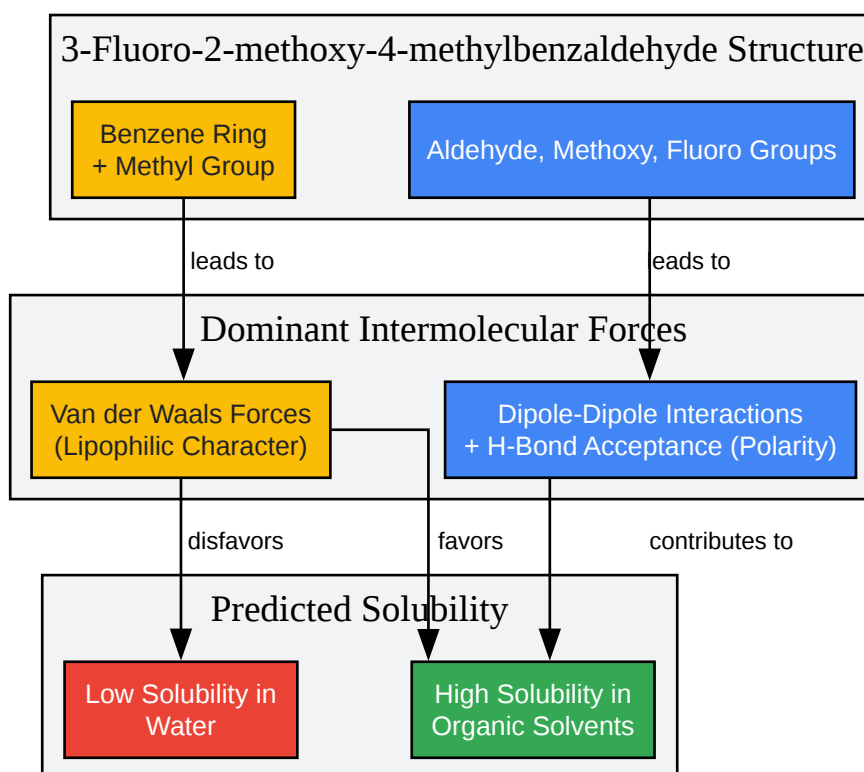 3-Fluoro-2-methoxy-4-methylbenzaldehyde Structure
Benzene Ring
+ Methyl Group
Aldehyde, Methoxy, Fluoro Groups
leads to
leads to
Dominant Intermolecular Forces
Van der Waals Forces
(Lipophilic Character)
Dipole-Dipole Interactions
+ H-Bond Acceptance (Polarity)
disfavors
favors
contributes to
Predicted Solubility
Low Solubility in
Water
High Solubility in
Organic Solvents